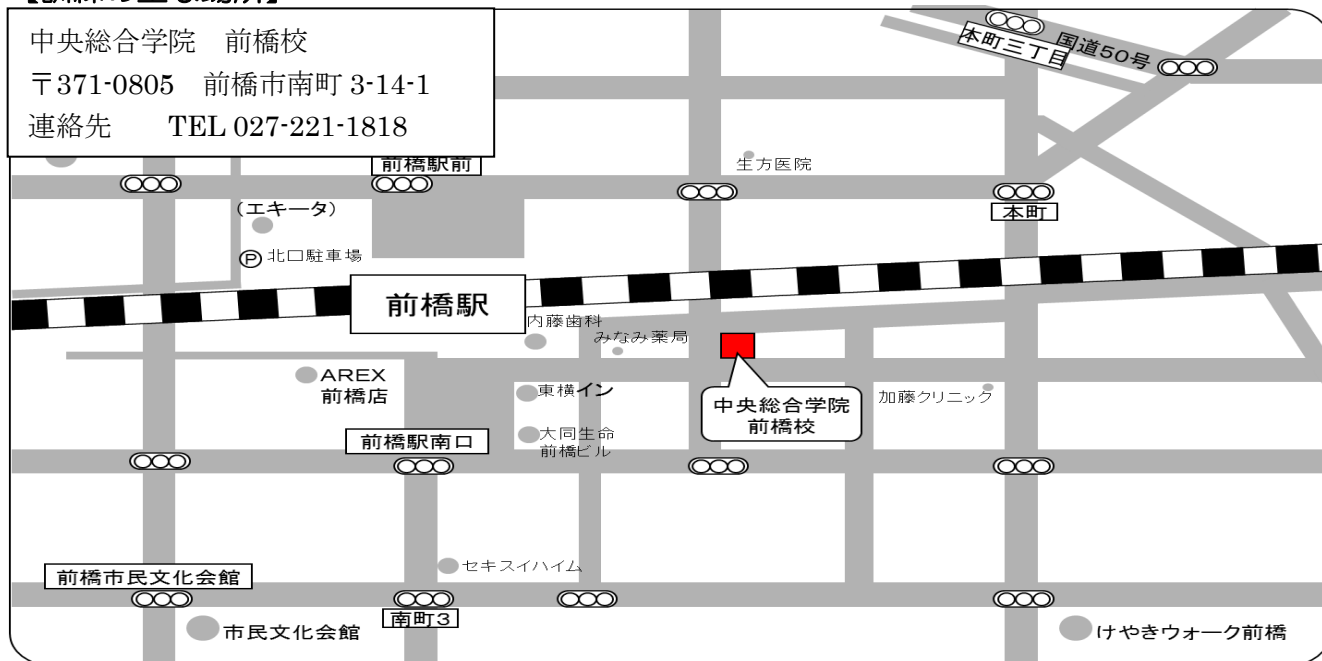 中央総合学院　前橋校
〒371-0805　前橋市南町 3-14-1
連絡先　　TEL 027-221-1818
本町三丁目
国道50号
前橋駅前
生方医院
本町
(エキータ)
P 北口駐車場
前橋駅
内藤歯科
みなみ薬局
AREX
前橋店
東横イン
中央総合学院
前橋校
加藤クリニック
大同生命
前橋ビル
前橋駅南口
セキスイハイム
前橋市民文化会館
南町3
市民文化会館
けやきウォーク前橋